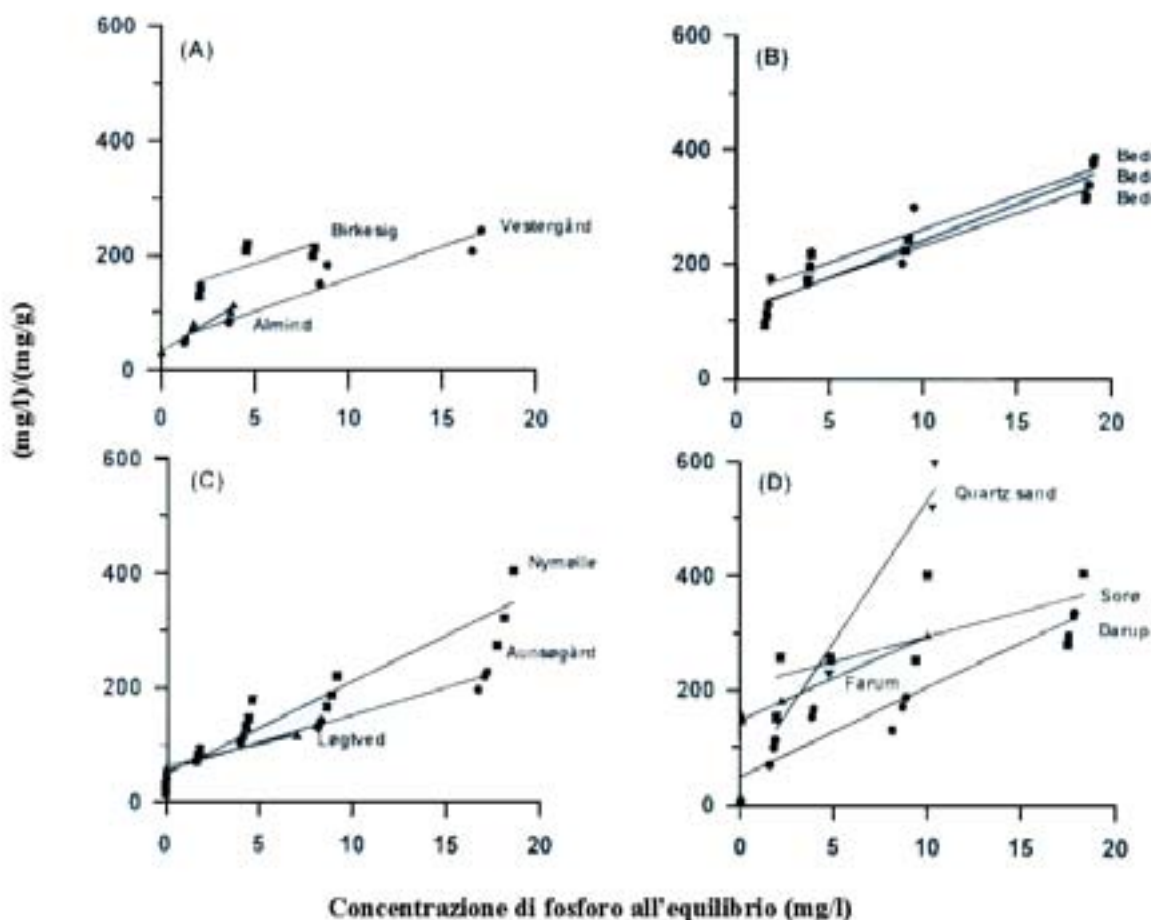 (mg/l)/(mg/g)
600
400
200
0
(A)
Birkesig
Vestergård
Almind
0 5 10 15 20
600
400
200
0
(B)
Bed
Bed
Bed
0 5 10 15 20
600
400
200
0
(C)
Nymølle
Aunsøgård
Løgtved
0 5 10 15 20
600
400
200
0
(D)
Quartz sand
Sorø
Darup
Farum
0 5 10 15 20
Concentrazione di fosforo all'equilibrio (mg/l)